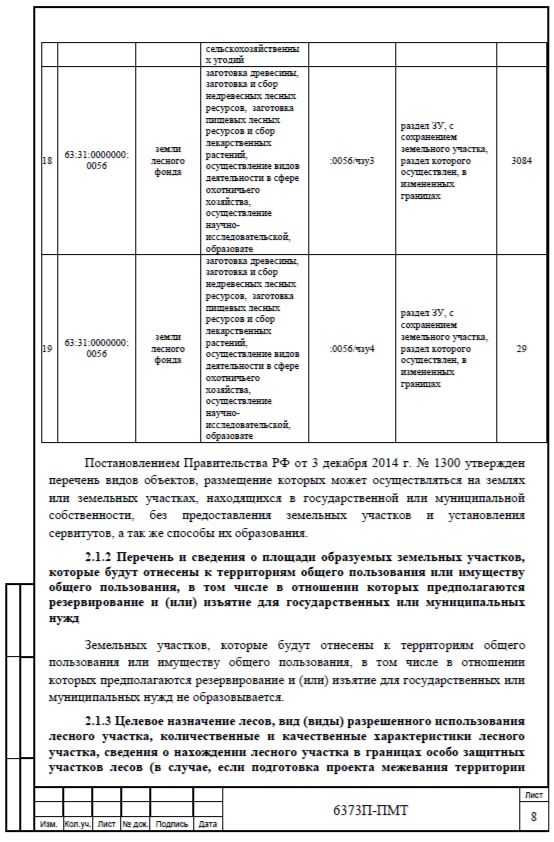 сельскохозяйственны
х угодий
18
63:31:0000000:
0056
земли
лесного
фонда
заготовка древесины,
заготовка и сбор
недревесных лесных
ресурсов, заготовка
пищевых лесных
ресурсов и сбор
лекарственных
растений,
осуществление видов
деятельности в сфере
охотничьего
хозяйства,
осуществление
научно-
исследовательской,
образовате
:0056/чзу3
раздел ЗУ, с
сохранением
земельного участка,
раздел которого
осуществлен, в
измененных
границах
3084
19
63:31:0000000:
0056
земли
лесного
фонда
заготовка древесины,
заготовка и сбор
недревесных лесных
ресурсов, заготовка
пищевых лесных
ресурсов и сбор
лекарственных
растений,
осуществление видов
деятельности в сфере
охотничьего
хозяйства,
осуществление
научно-
исследовательской,
образовате
:0056/чзу4
раздел ЗУ, с
сохранением
земельного участка,
раздел которого
осуществлен, в
измененных
границах
29
Постановлением Правительства РФ от 3 декабря 2014 г. № 1300 утвержден
перечень видов объектов, размещение которых может осуществляться на землях
или земельных участках, находящихся в государственной или муниципальной
собственности, без предоставления земельных участков и установления
сервитутов, а так же способы их образования.
2.1.2 Перечень и сведения о площади образуемых земельных участков,
которые будут отнесены к территориям общего пользования или имуществу
общего пользования, в том числе в отношении которых предполагаются
резервирование и (или) изъятие для государственных или муниципальных
нужд
Земельных участков, которые будут отнесены к территориям общего
пользования или имуществу общего пользования, в том числе в отношении
которых предполагаются резервирование и (или) изъятие для государственных или
муниципальных нужд не образовывается.
2.1.3 Целевое назначение лесов, вид (виды) разрешенного использования
лесного участка, количественные и качественные характеристики лесного
участка, сведения о нахождении лесного участка в границах особо защитных
участков лесов (в случае, если подготовка проекта межевания территории
Изм. Кол.уч. Лист № док. Подпись Дата
6373П-ПМТ
Лист
8